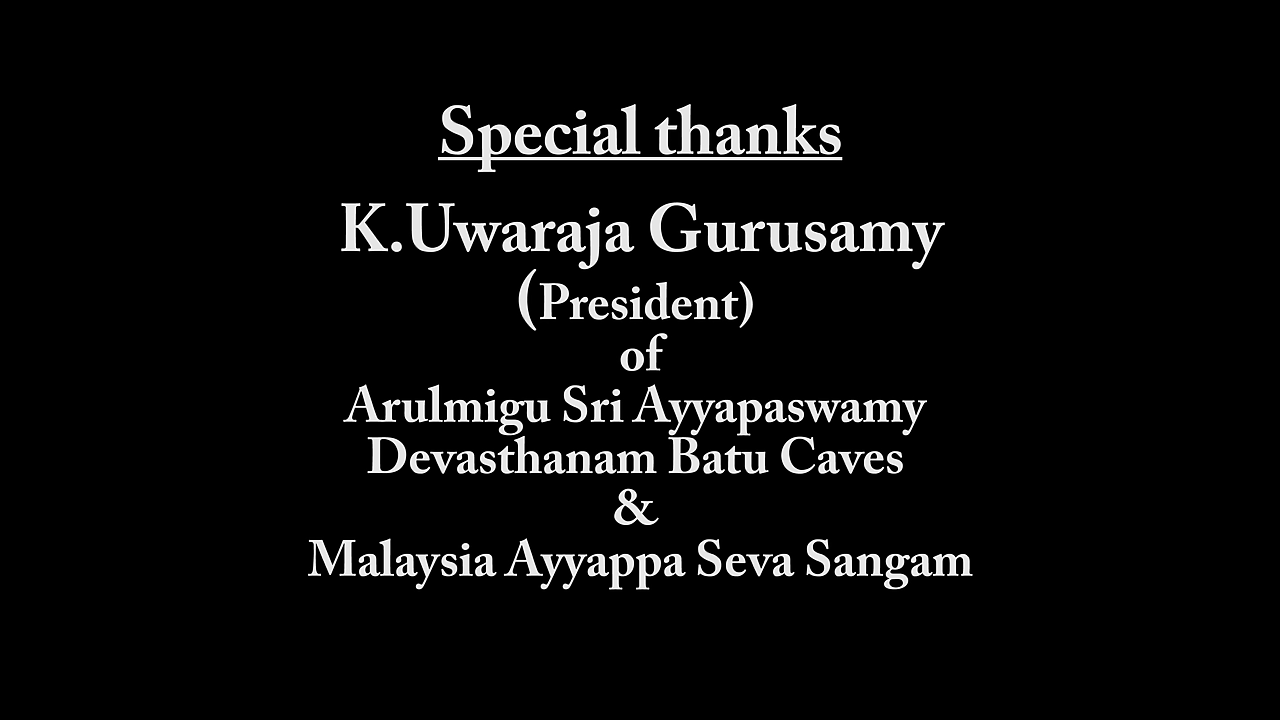 Special thanks
K.Uwaraja Gurusamy
(President)
of
Arulmigu Sri Ayyapaswamy
Devasthanam Batu Caves
&
Malaysia Ayyappa Seva Sangam